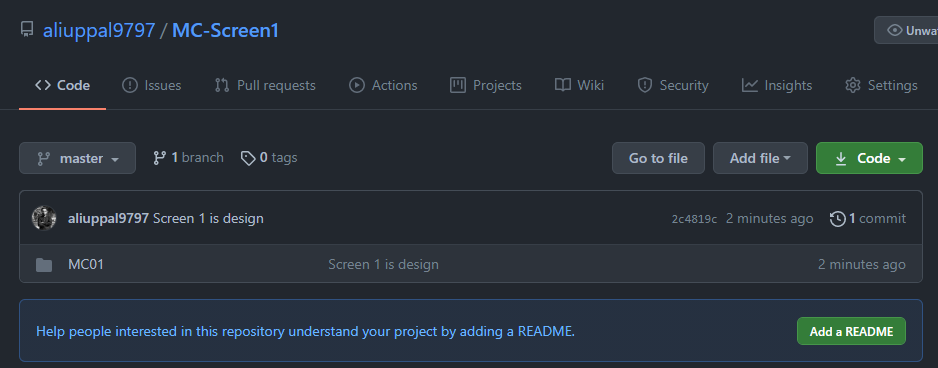 aliuppal9797 / MC-Screen1
Code Issues Pull requests Actions Projects Wiki Security Insights Settings
master 1 branch 0 tags Go to file Add file Code
aliuppal9797 Screen 1 is design 2c4819c 2 minutes ago 1 commit
MC01 Screen 1 is design 2 minutes ago
Help people interested in this repository understand your project by adding a README. Add a README